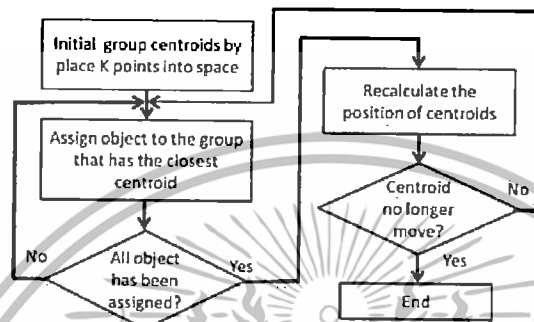 Initial group centroids by
place K points into space
Assign object to the group
that has the closest
centroid
All object
has been
assigned?
No
Yes
Recalculate the
position of centroids
Centroid
no longer
move?
No
Yes
End